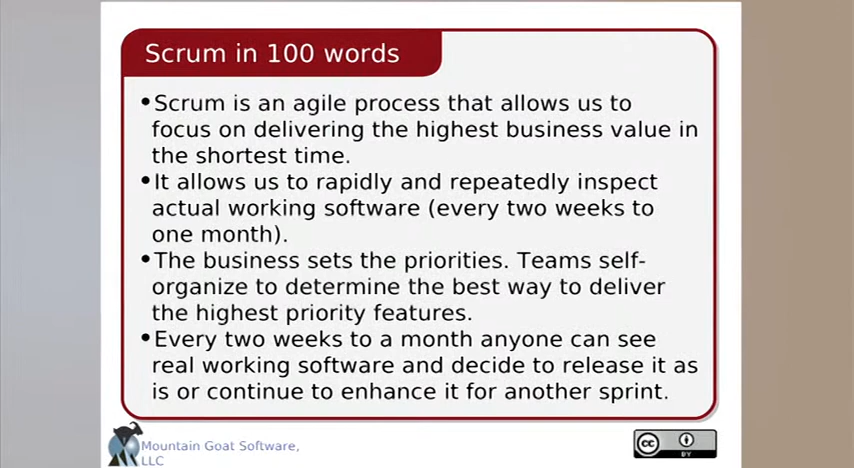 Scrum in 100 words
•Scrum is an agile process that allows us to
focus on delivering the highest business value in
the shortest time.
•It allows us to rapidly and repeatedly inspect
actual working software (every two weeks to
one month).
•The business sets the priorities. Teams self-
organize to determine the best way to deliver
the highest priority features.
•Every two weeks to a month anyone can see
real working software and decide to release it as
is or continue to enhance it for another sprint.
Mountain Goat Software,
LLC
cc
BY